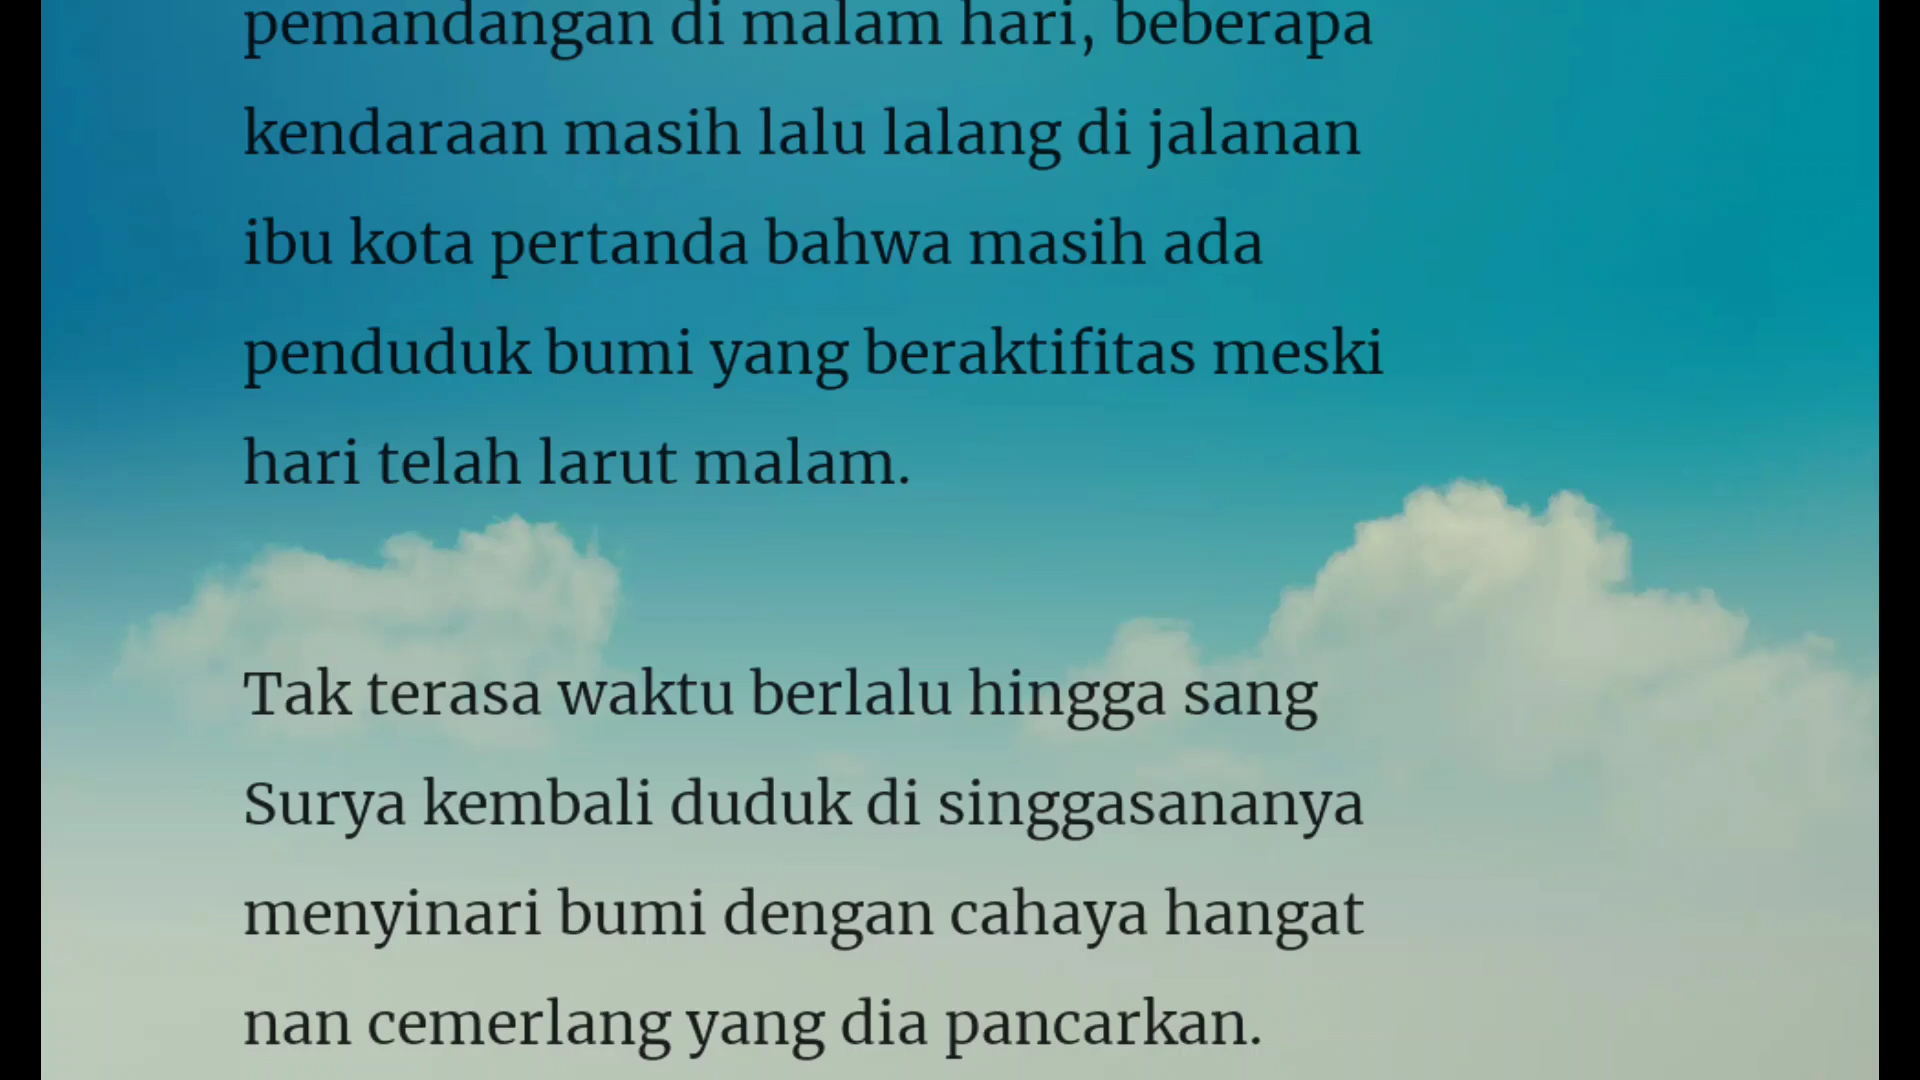 pemandangan di malam hari, beberapa
kendaraan masih lalu lalang di jalanan
ibu kota pertanda bahwa masih ada
penduduk bumi yang beraktifitas meski
hari telah larut malam.
Tak terasa waktu berlalu hingga sang
Surya kembali duduk di singgasananya
menyinari bumi dengan cahaya hangat
nan cemerlang yang dia pancarkan.